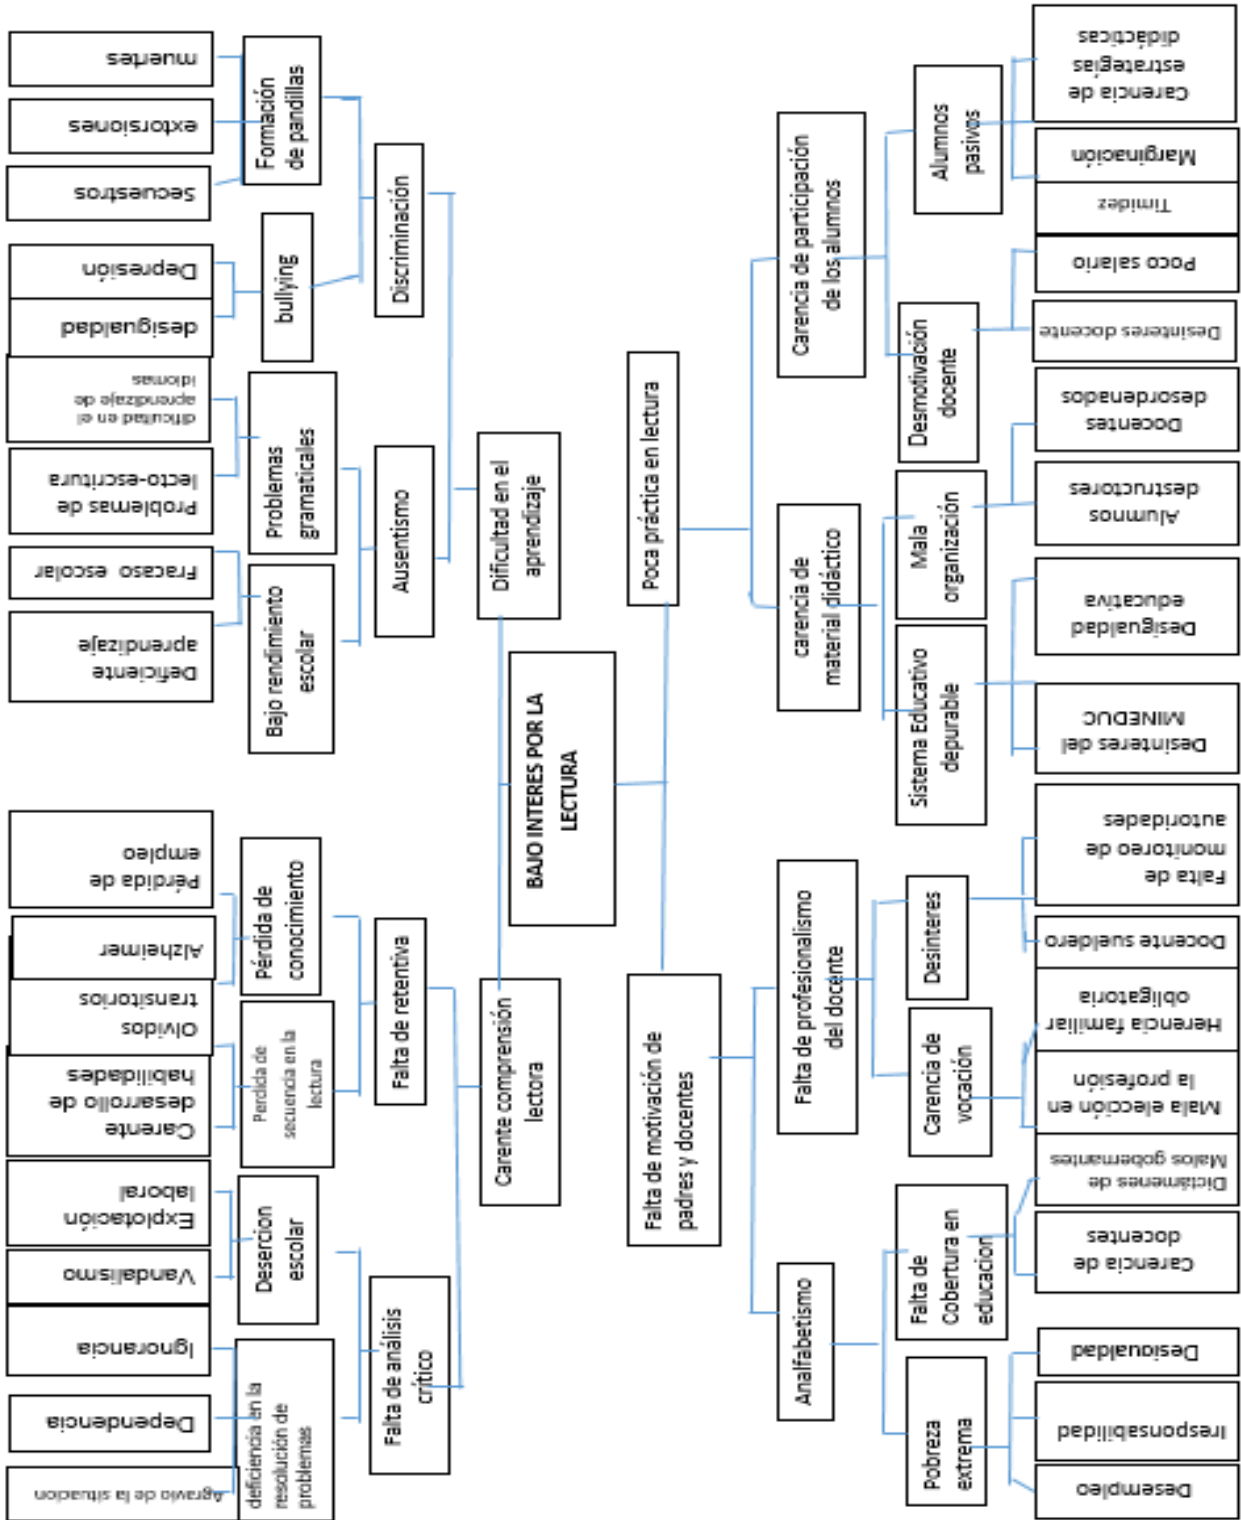 Agravio de la situacion
Dependencia
Ignorancia
Vandalismo
Explotación
laboral
Carente
desarrollo de
habilidades
Olvidos
transitorios
Alzheimer
Pérdida de
empleo
Deficiente
aprendizaje
Fracaso escolar
Problemas de
lecto-escritura
dificultad en el
aprendizaje de
idiomas
desigualdad
Depresión
Secuestros
extorsiones
muertes
deficiencia en la
resolución de
problemas
Desercion
escolar
Perdida de
secuencia en la
lectura
Pérdida de
conocimiento
Bajo rendimiento
escolar
Problemas
gramaticales
bullying
Formación
de pandillas
Falta de análisis
crítico
Falta de retentiva
Ausentismo
Discriminación
Carente comprensión
lectora
Dificultad en el
aprendizaje
BAJO INTERES POR LA
LECTURA
Falta de motivación de
padres y docentes
Poca práctica en lectura
Analfabetismo
Falta de profesionalismo
del docente
carencia de
material didáctico
Carencia de participación
de los alumnos
Pobreza
extrema
Falta de
Cobertura en
educacion
Carencia de
vocación
Desinteres
Sistema Educativo
depurable
Mala
organización
Desmotivación
docente
Alumnos
pasivos
Desempleo
Iresponsabilidad
Desigualdad
Carencia de
docentes
Dictámenes de
Malos gobernantes
Mala elección en
la profesión
Herencia familiar
obligatoria
Docente sueldero
Falta de
monitoreo de
autoridades
Desinteres del
MINEDUC
Desigualdad
educativa
Alumnos
destructores
Docentes
desordenados
Desinteres docente
Poco salario
Timidez
Marginación
Carencia de
estrategias
didácticas